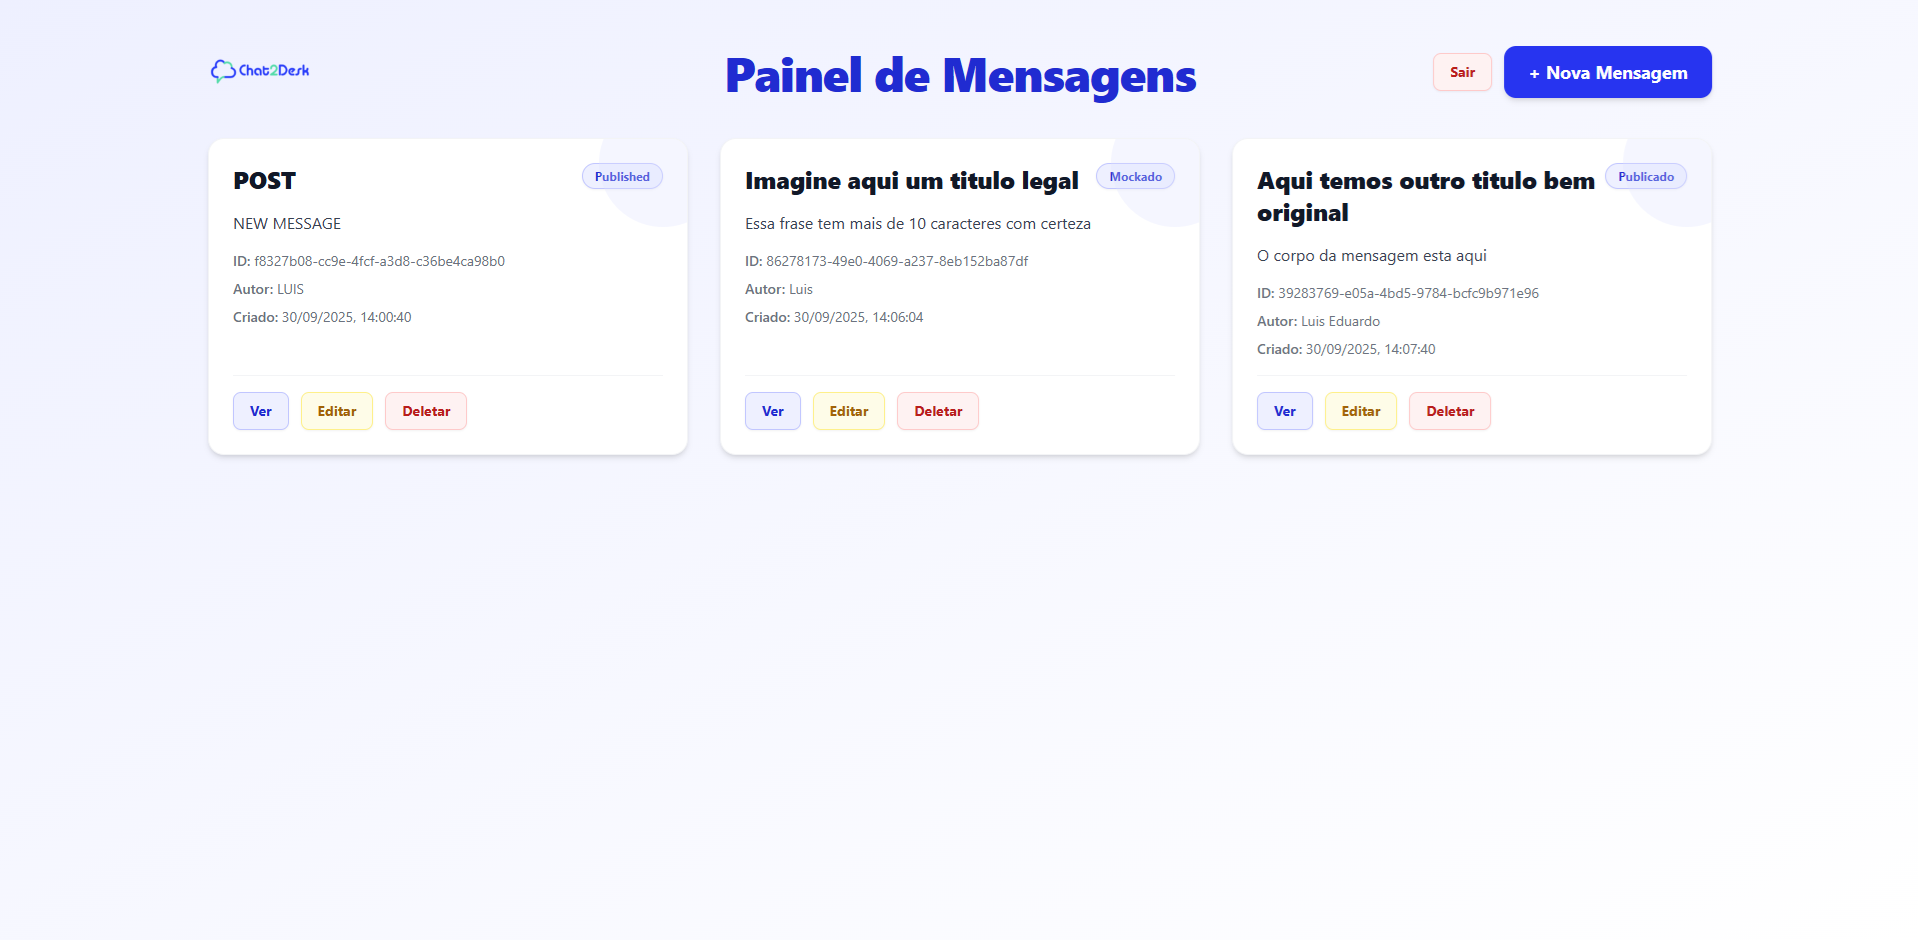 Chat2Desk
Painel de Mensagens
Sair
+ Nova Mensagem
POST
Published
NEW MESSAGE
ID: f8327b08-cc9e-4fcf-a3d8-c36be4ca98b0
Autor: LUIS
Criado: 30/09/2025, 14:00:40
Ver
Editar
Deletar
Imagine aqui um titulo legal
Mockado
Essa frase tem mais de 10 caracteres com certeza
ID: 86278173-49e0-4069-a237-8eb152ba87df
Autor: Luis
Criado: 30/09/2025, 14:06:04
Ver
Editar
Deletar
Aqui temos outro titulo bem
original
Publicado
O corpo da mensagem esta aqui
ID: 39283769-e05a-4bd5-9784-bcfc9b971e96
Autor: Luis Eduardo
Criado: 30/09/2025, 14:07:40
Ver
Editar
Deletar